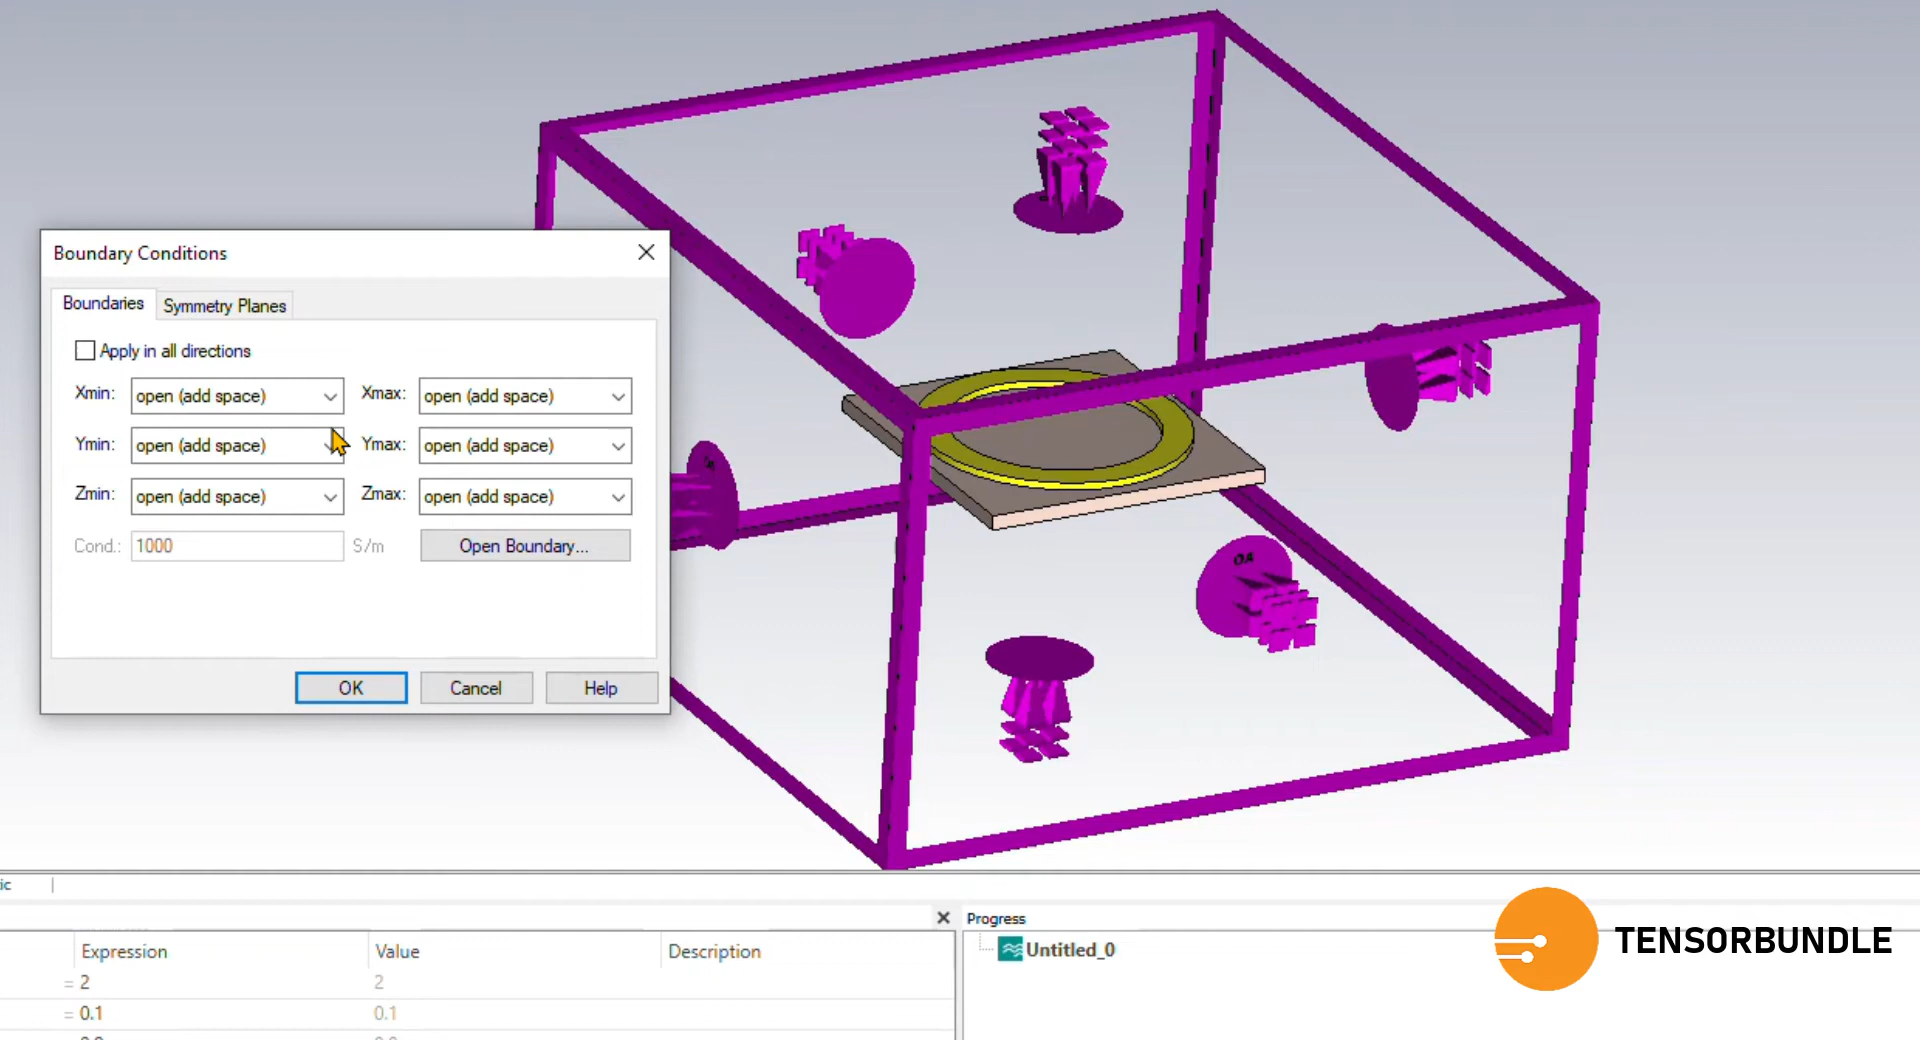 Boundary Conditions
Boundaries
Symmetry Planes
Apply in all directions
Xmin: open (add space) Xmax: open (add space)
Ymin: open (add space) Ymax: open (add space)
Zmin: open (add space) Zmax: open (add space)
Cond.: 1000 S/m Open Boundary...
OK Cancel Help
OA
ic
Progress
Expression Value Description
Untitled_0
= 2 2
= 0.1 0.1
TENSORBUNDLE